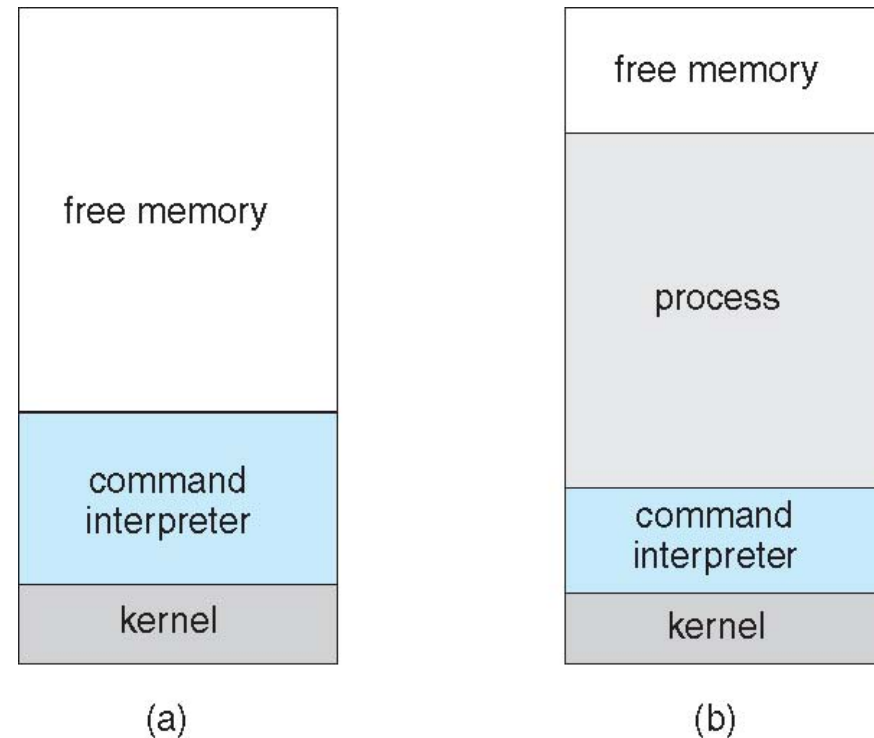 free memory
command
interpreter
kernel
(a)
free memory
process
command
interpreter
kernel
(b)